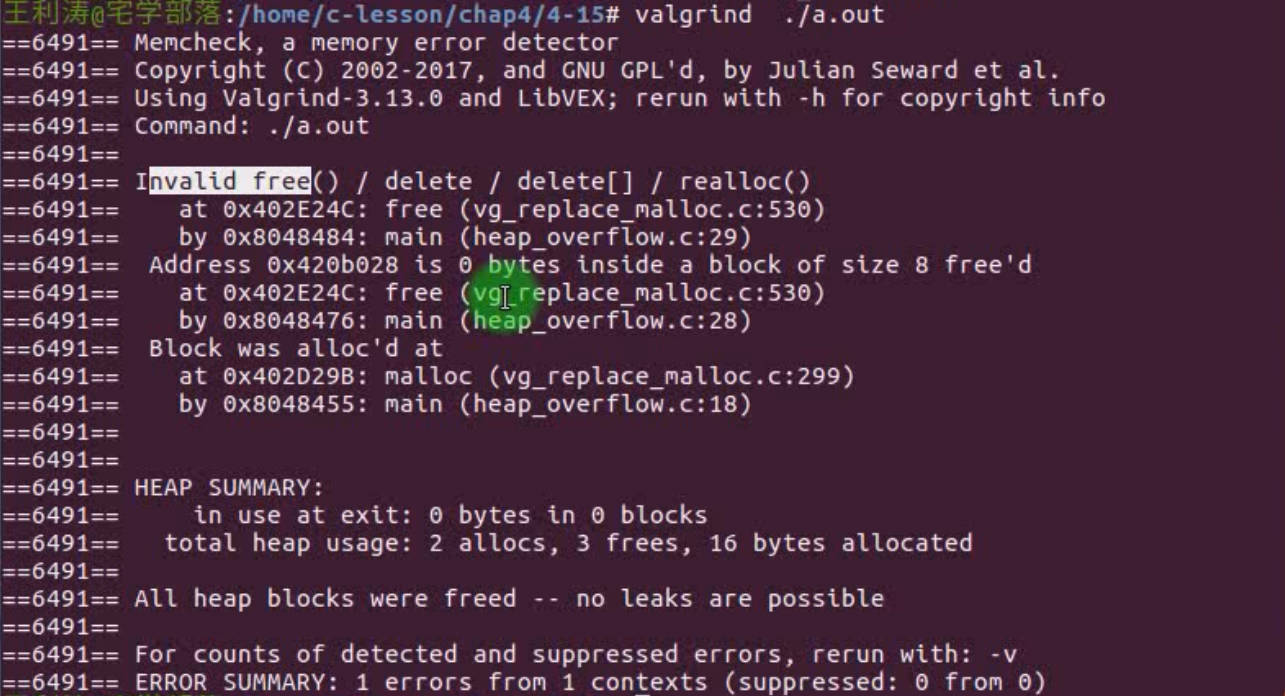 王利涛@宅学部落:/home/c-lesson/chap4/4-15# valgrind  ./a.out
==6491== Memcheck, a memory error detector
==6491== Copyright (C) 2002-2017, and GNU GPL'd, by Julian Seward et al.
==6491== Using Valgrind-3.13.0 and LibVEX; rerun with -h for copyright info
==6491== Command: ./a.out
==6491==
==6491== Invalid free() / delete / delete[] / realloc()
==6491==    at 0x402E24C: free (vg_replace_malloc.c:530)
==6491==    by 0x8048484: main (heap_overflow.c:29)
==6491==  Address 0x420b028 is 0 bytes inside a block of size 8 free'd
==6491==    at 0x402E24C: free (vg_replace_malloc.c:530)
==6491==    by 0x8048476: main (heap_overflow.c:28)
==6491==  Block was alloc'd at
==6491==    at 0x402D29B: malloc (vg_replace_malloc.c:299)
==6491==    by 0x8048455: main (heap_overflow.c:18)
==6491==
==6491==
==6491== HEAP SUMMARY:
==6491==     in use at exit: 0 bytes in 0 blocks
==6491==   total heap usage: 2 allocs, 3 frees, 16 bytes allocated
==6491==
==6491== All heap blocks were freed -- no leaks are possible
==6491==
==6491== For counts of detected and suppressed errors, rerun with: -v
==6491== ERROR SUMMARY: 1 errors from 1 contexts (suppressed: 0 from 0)